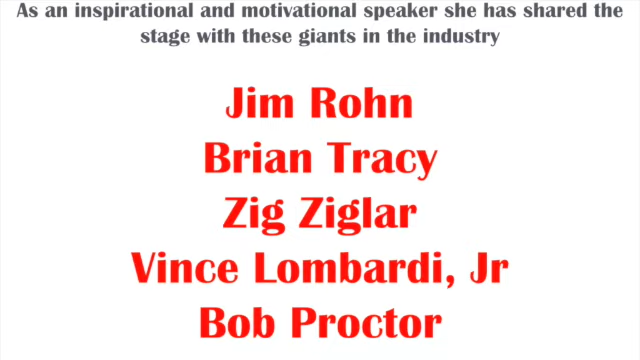 As an inspirational and motivational speaker she has shared the
stage with these giants in the industry
Jim Rohn
Brian Tracy
Zig Ziglar
Vince Lombardi, Jr
Bob Proctor